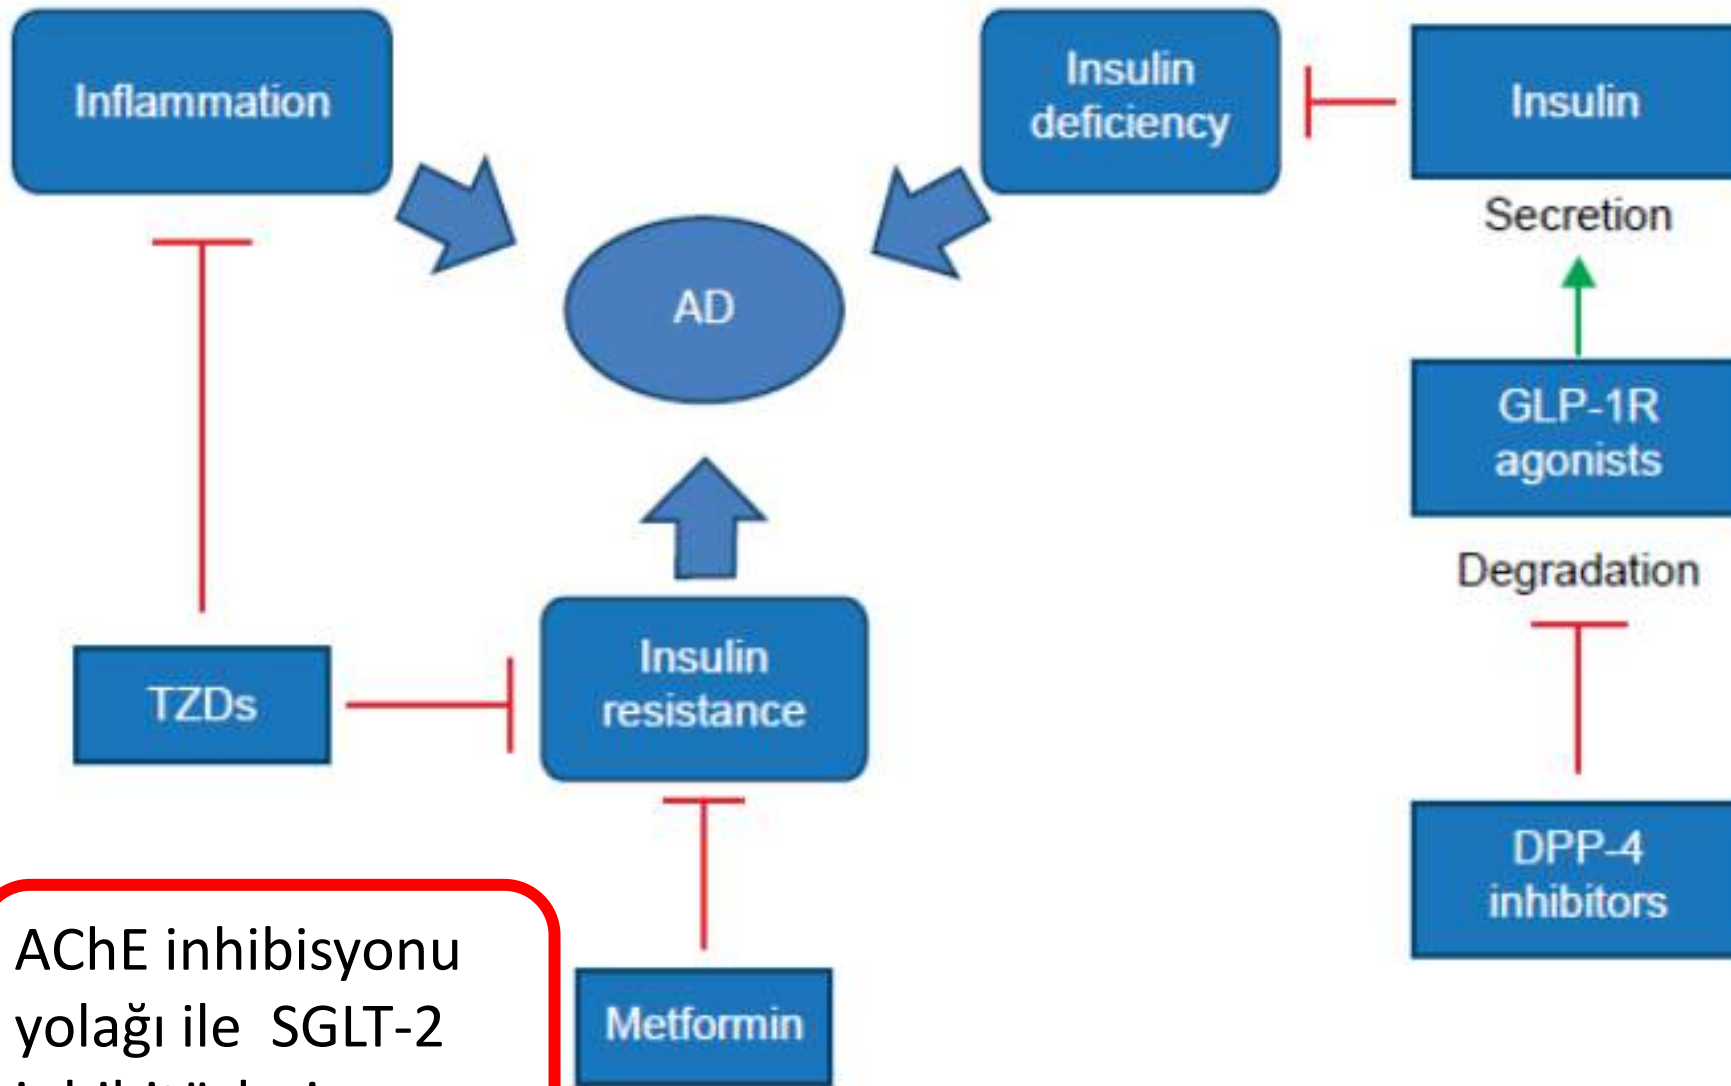 Inflammation
Insulin
deficiency
Insulin
Secretion
AD
GLP-1R
agonists
Degradation
TZDs
Insulin
resistance
DPP-4
inhibitors
Metformin
AChE inhibisyonu
yolağı ile SGLT-2